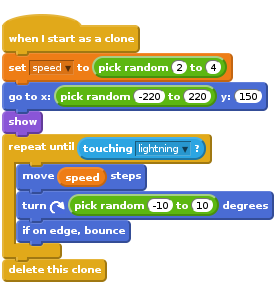 when I start as a clone
set speed to pick random 2 to 4
go to x: pick random -220 to 220 y: 150
show
repeat until touching lightning ?
move speed steps
turn pick random -10 to 10 degrees
if on edge, bounce
delete this clone